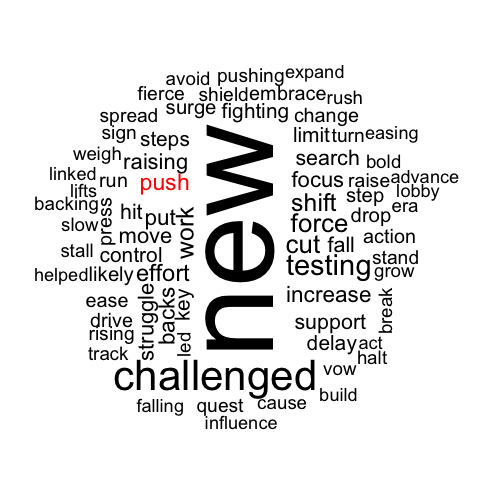 avoid pushing expand
fierce shield embrace rush
spread surge fighting change
sign steps limit turn easing
weigh raising search bold
linked run push focus raise advance
lifts shift step lobby
backing press hit put force drop era
slow move work new cut fall action
stall control testing stand
helped likely effort grow
ease struggle backs key increase break
drive led support
rising delay act
track halt
challenged vow
falling quest cause build
influence